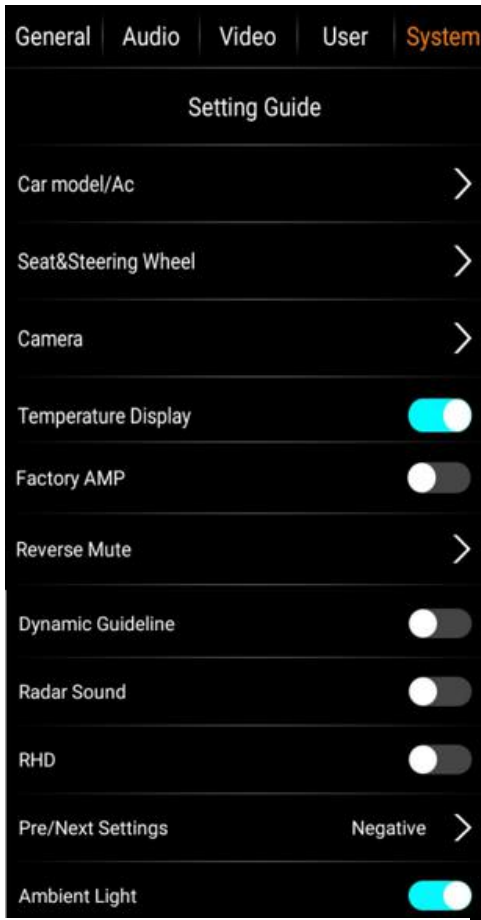 General Audio Video User System
Setting Guide
Car model/Ac
Seat&Steering Wheel
Camera
Temperature Display
Factory AMP
Reverse Mute
Dynamic Guideline
Radar Sound
RHD
Pre/Next Settings Negative
Ambient Light